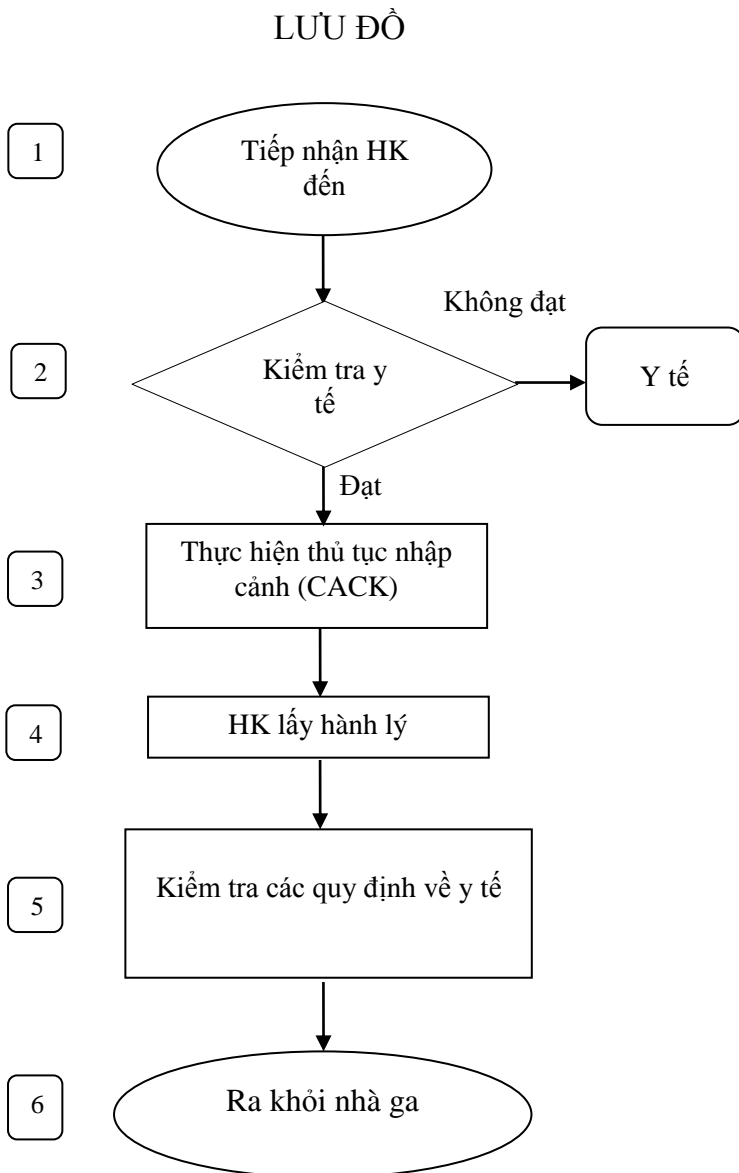 LƯU ĐỒ
1
Tiếp nhận HK
đến
Không đạt
2
Kiểm tra y
tế
Y tế
Đạt
3
Thực hiện thủ tục nhập
cảnh (CACK)
4
HK lấy hành lý
5
Kiểm tra các quy định về y tế
6
Ra khỏi nhà ga